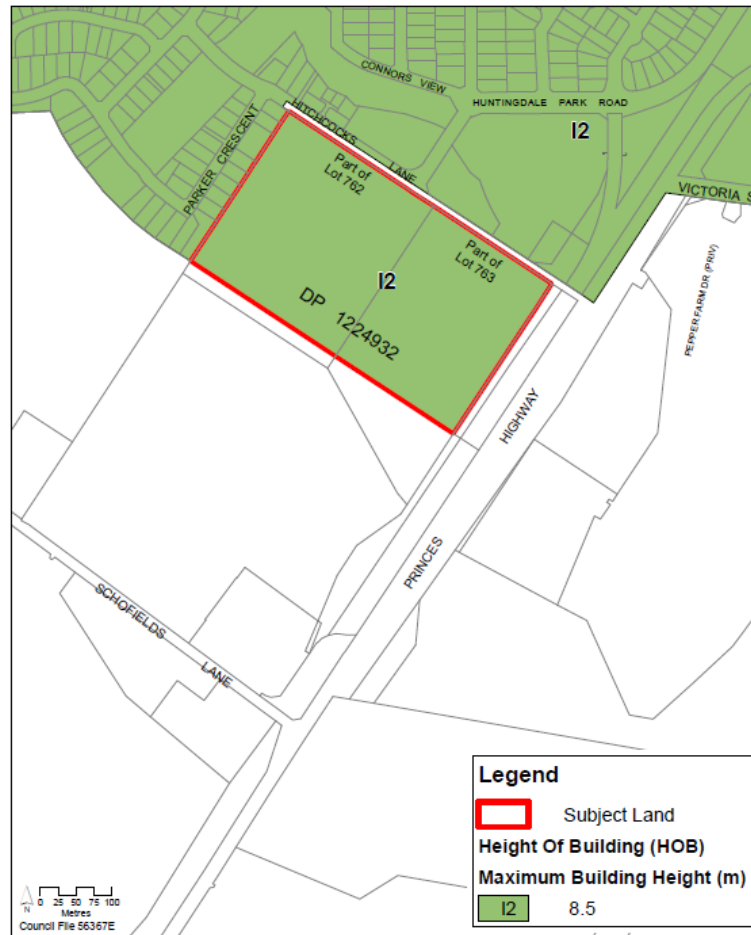 CONNORS VIEW
HUNTINGDALE PARK ROAD
HITCHCOCKS
LANE
I2
PARKER CRESCENT
Part of
Lot 762
VICTORIA S
Part of
Lot 763
I2
DP 1224932
PEPPERFARM DR (PRIV)
HIGHWAY
PRINCES
SCHOFIELDS
LANE
Legend
Subject Land
Height Of Building (HOB)
Maximum Building Height (m)
I2 8.5
N
0 25 50 75 100
Metres
Council File 56367E